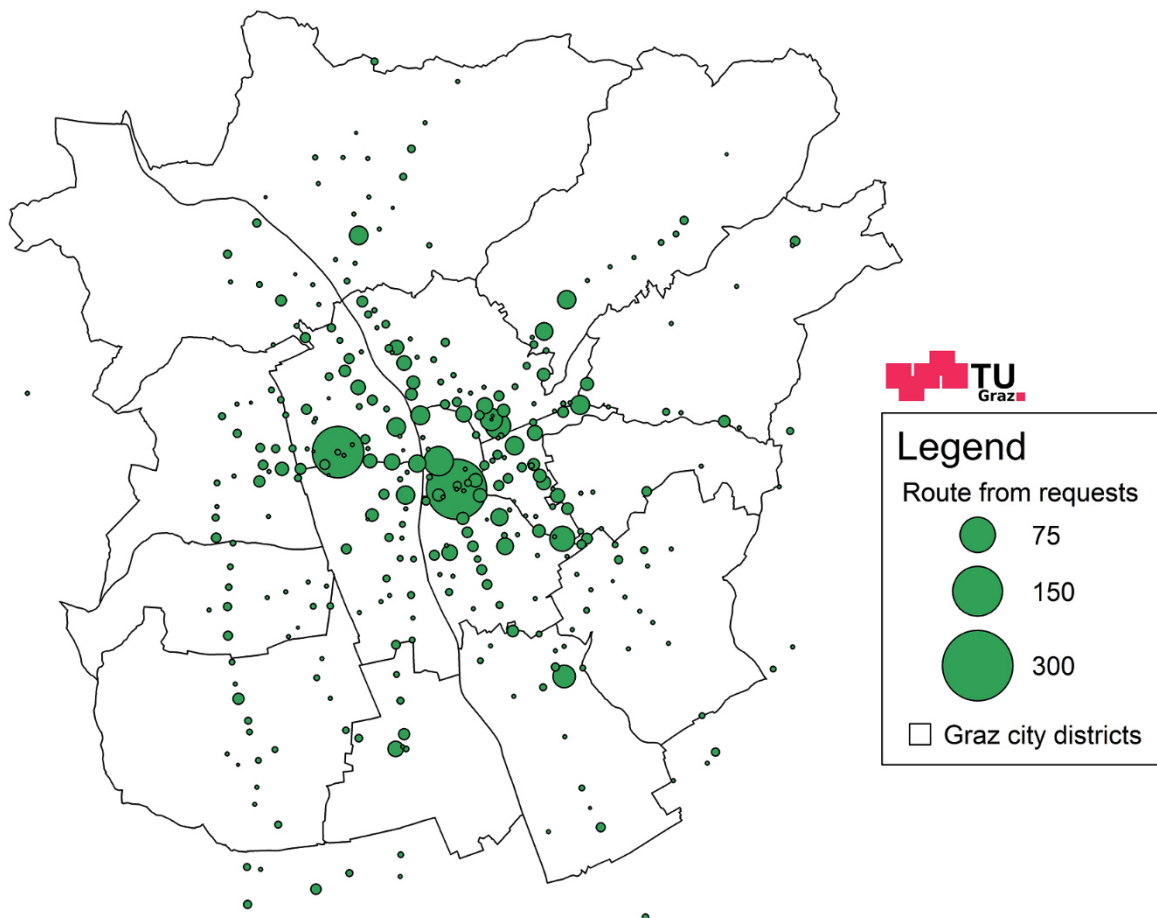 TU
Graz
Legend
Route from requests
75
150
300
Graz city districts